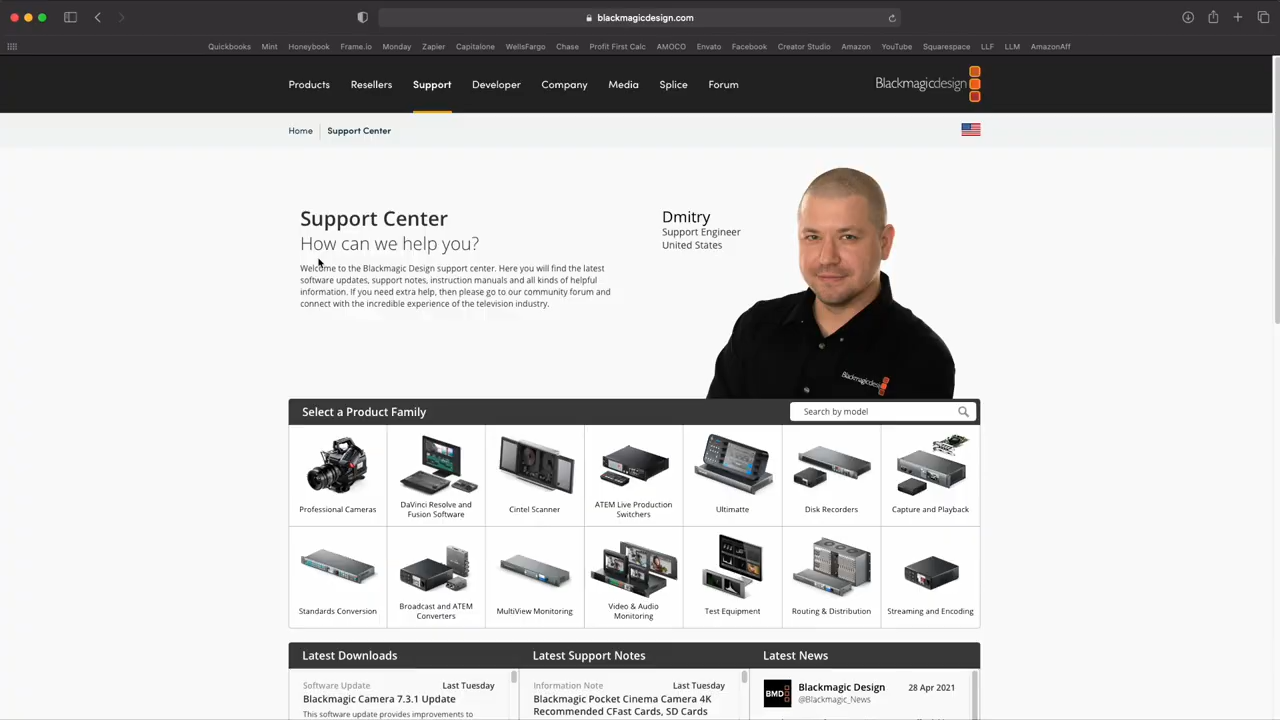 blackmagicdesign.com
Quickbooks Mint Honeybook Frame.io Monday Zapier Capitalone WellsFargo Chase Profit First Calc AMOCO Envato Facebook Creator Studio Amazon YouTube Squarespace LLF LLM AmazonAff
Products Resellers Support Developer Company Media Splice Forum
Blackmagicdesign
Home Support Center
Support Center
How can we help you?
Welcome to the Blackmagic Design support center. Here you will find the latest
software updates, support notes, instruction manuals and all kinds of helpful
information. If you need extra help, then please go to our community forum and
connect with the incredible experience of the television industry.
Dmitry
Support Engineer
United States
Blackmagicdesign
Select a Product Family
Search by model
Professional Cameras
DaVinci Resolve and
Fusion Software
Cintel Scanner
ATEM Live Production
Switchers
Ultimatte
Disk Recorders
Capture and Playback
Standards Conversion
Broadcast and ATEM
Converters
MultiView Monitoring
Video & Audio
Monitoring
Test Equipment
Routing & Distribution
Streaming and Encoding
Latest Downloads
Software Update Last Tuesday
Blackmagic Camera 7.3.1 Update
This software update provides improvements to
Latest Support Notes
Information Note Last Tuesday
Blackmagic Pocket Cinema Camera 4K
Recommended CFast Cards, SD Cards
Latest News
BMD
Blackmagic Design 28 Apr 2021
@Blackmagic_News